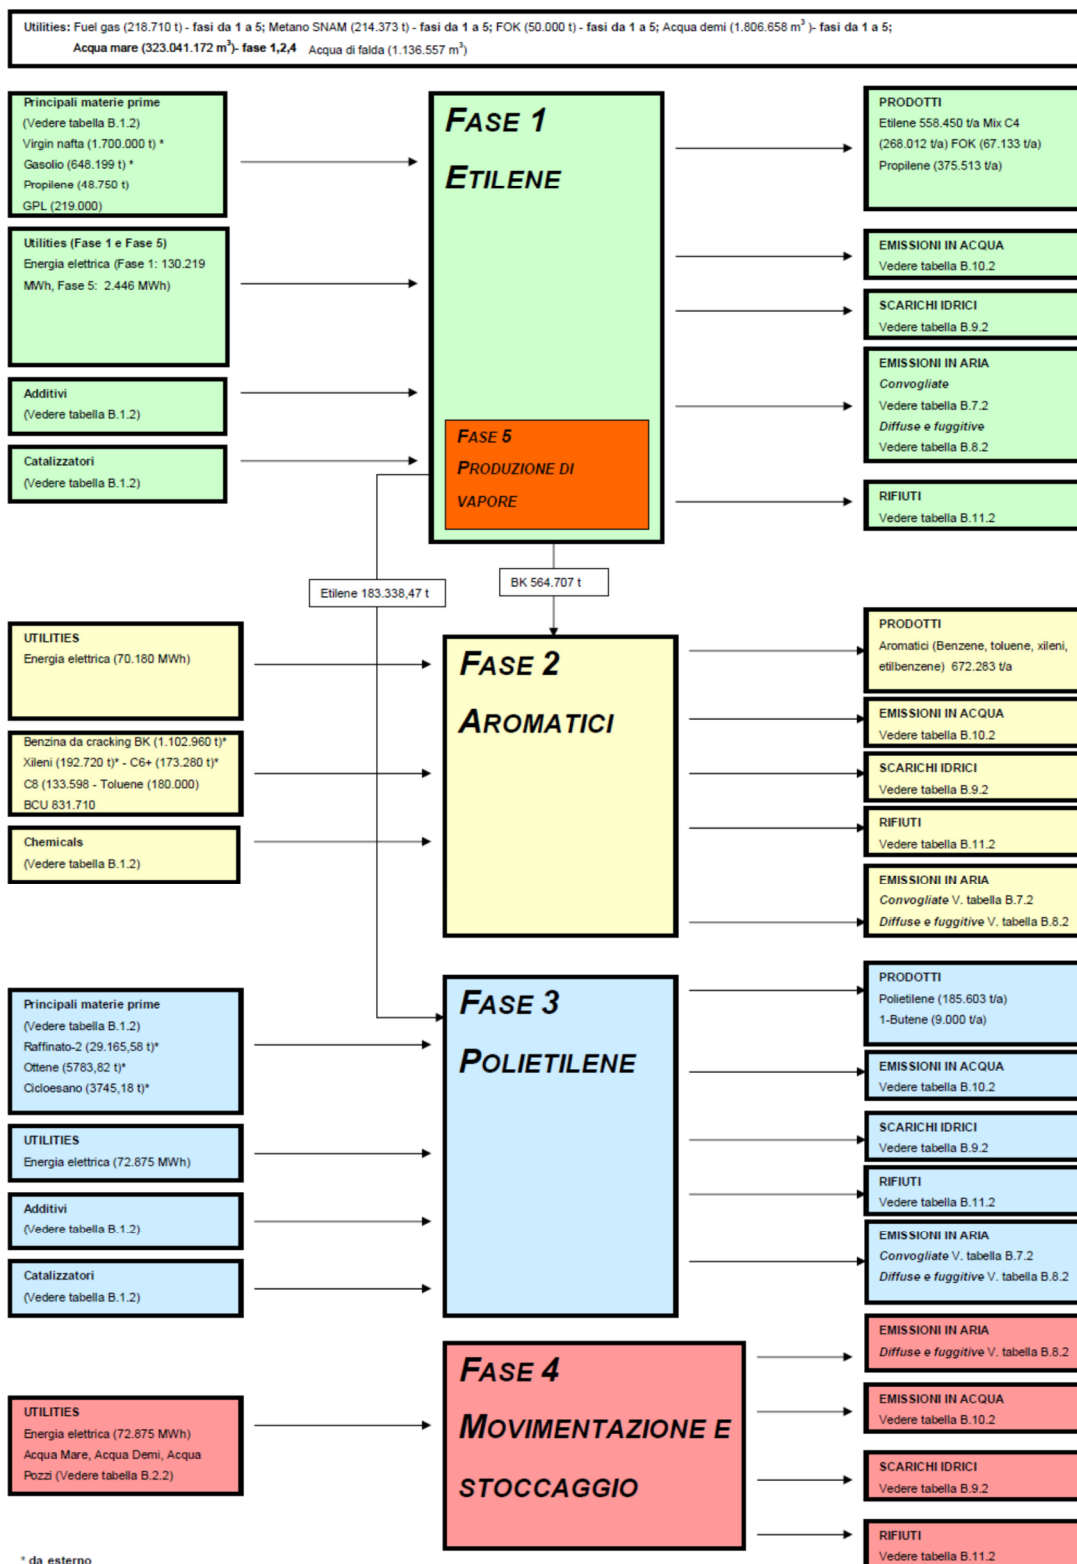 Utilities: Fuel gas (218.710 t) - fasi da 1 a 5; Metano SNAM (214.373 t) - fasi da 1 a 5; FOK (50.000 t) - fasi da 1 a 5; Acqua demi (1.806.658 m³ )- fasi da 1 a 5;
Acqua mare (323.041.172 m³)- fase 1,2,4 Acqua di falda (1.136.557 m³)
Principali materie prime
(Vedere tabella B.1.2)
Virgin nafta (1.700.000 t) *
Gasolio (648.199 t) *
Propilene (48.750 t)
GPL (219.000)
Utilities (Fase 1 e Fase 5)
Energia elettrica (Fase 1: 130.219
MWh, Fase 5: 2.446 MWh)
Additivi
(Vedere tabella B.1.2)
Catalizzatori
(Vedere tabella B.1.2)
FASE 1
ETILENE
FASE 5
PRODUZIONE DI
VAPORE
PRODOTTI
Etilene 558.450 t/a Mix C4
(268.012 t/a) FOK (67.133 t/a)
Propilene (375.513 t/a)
EMISSIONI IN ACQUA
Vedere tabella B.10.2
SCARICHI IDRICI
Vedere tabella B.9.2
EMISSIONI IN ARIA
Convogliate
Vedere tabella B.7.2
Diffuse e fuggitive
Vedere tabella B.8.2
RIFIUTI
Vedere tabella B.11.2
Etilene 183.338,47 t
BK 564.707 t
UTILITIES
Energia elettrica (70.180 MWh)
Benzina da cracking BK (1.102.960 t)*
Xileni (192.720 t)* - C6+ (173.280 t)*
C8 (133.598 - Toluene (180.000)
BCU 831.710
Chemicals
(Vedere tabella B.1.2)
FASE 2
AROMATICI
PRODOTTI
Aromatici (Benzene, toluene, xileni,
etilbenzene) 672.283 t/a
EMISSIONI IN ACQUA
Vedere tabella B.10.2
SCARICHI IDRICI
Vedere tabella B.9.2
RIFIUTI
Vedere tabella B.11.2
EMISSIONI IN ARIA
Convogliate V. tabella B.7.2
Diffuse e fuggitive V. tabella B.8.2
Principali materie prime
(Vedere tabella B.1.2)
Raffinato-2 (29.165,58 t)*
Ottene (5783,82 t)*
Cicloesano (3745,18 t)*
UTILITIES
Energia elettrica (72.875 MWh)
Additivi
(Vedere tabella B.1.2)
Catalizzatori
(Vedere tabella B.1.2)
FASE 3
POLIETILENE
PRODOTTI
Polietilene (185.603 t/a)
1-Butene (9.000 t/a)
EMISSIONI IN ACQUA
Vedere tabella B.10.2
SCARICHI IDRICI
Vedere tabella B.9.2
RIFIUTI
Vedere tabella B.11.2
EMISSIONI IN ARIA
Convogliate V. tabella B.7.2
Diffuse e fuggitive V. tabella B.8.2
UTILITIES
Energia elettrica (72.875 MWh)
Acqua Mare, Acqua Demi, Acqua
Pozzi (Vedere tabella B.2.2)
FASE 4
MOVIMENTAZIONE E
STOCCAGGIO
EMISSIONI IN ARIA
Diffuse e fuggitive V. tabella B.8.2
EMISSIONI IN ACQUA
Vedere tabella B.10.2
SCARICHI IDRICI
Vedere tabella B.9.2
RIFIUTI
Vedere tabella B.11.2
* da esterno